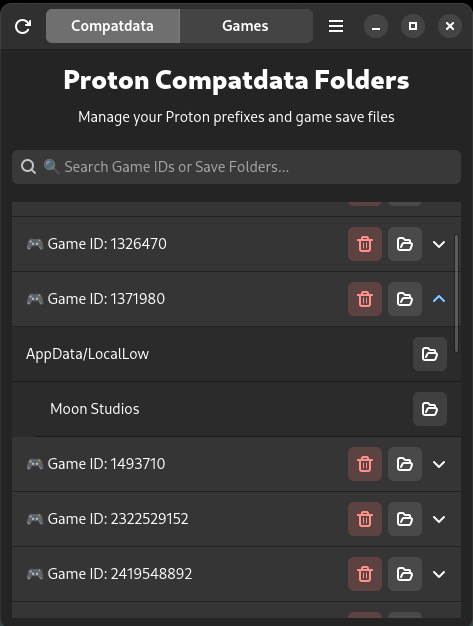 Compatdata Games
Proton Compatdata Folders
Manage your Proton prefixes and game save files
🔍 Search Game IDs or Save Folders...
🎮 Game ID: 1326470
🎮 Game ID: 1371980
AppData/LocalLow
Moon Studios
🎮 Game ID: 1493710
🎮 Game ID: 2322529152
🎮 Game ID: 2419548892